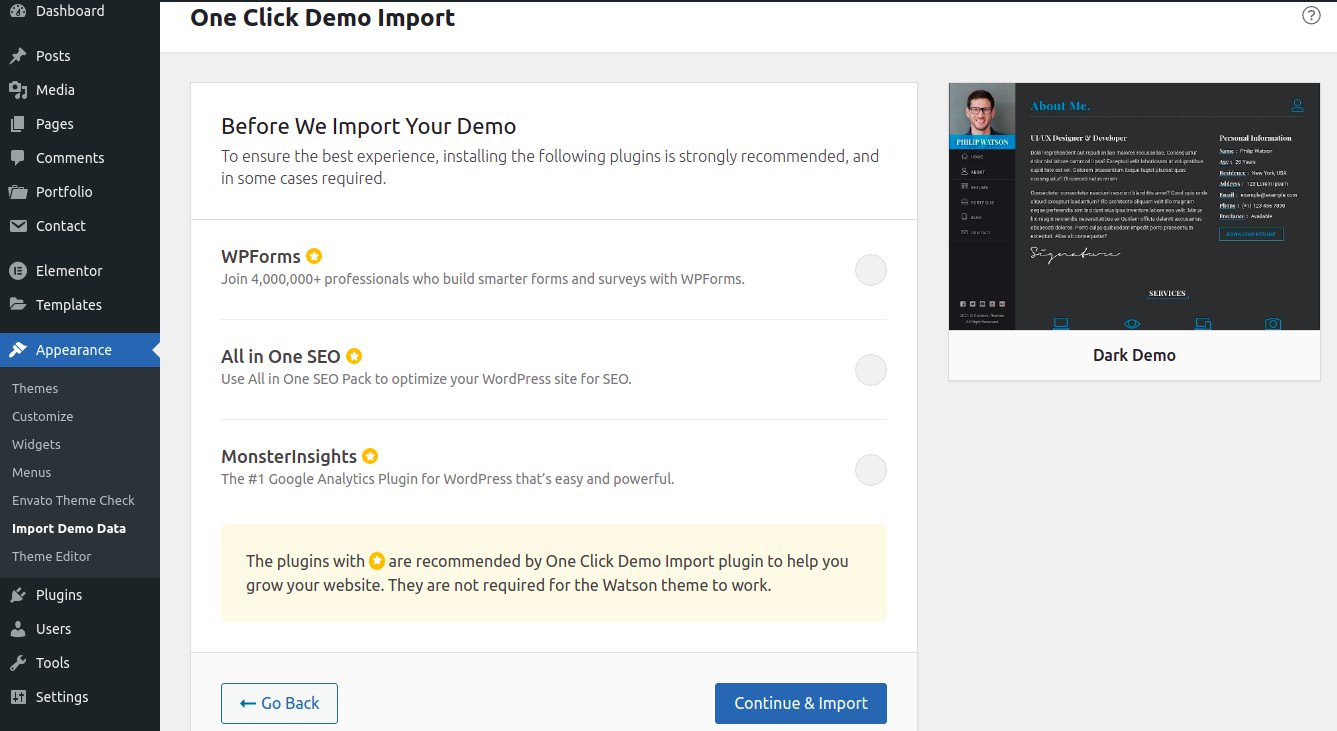 Dashboard
Posts
Media
Pages
Comments
Portfolio
Contact
Elementor
Templates
Appearance
Themes
Customize
Widgets
Menus
Envato Theme Check
Import Demo Data
Theme Editor
Plugins
Users
Tools
Settings
One Click Demo Import
Before We Import Your Demo
To ensure the best experience, installing the following plugins is strongly recommended, and
in some cases required.
WPForms
Join 4,000,000+ professionals who build smarter forms and surveys with WPForms.
All in One SEO
Use All in One SEO Pack to optimize your WordPress site for SEO.
MonsterInsights
The #1 Google Analytics Plugin for WordPress that's easy and powerful.
The plugins with are recommended by One Click Demo Import plugin to help you
grow your website. They are not required for the Watson theme to work.
Go Back
Continue & Import
PHILIP WATSON
HOME
ABOUT
RESUME
PORTFOLIO
BLOG
CONTACT
About Me.
UI/UX Designer & Developer
Personal Information
Name : Philip Watson
Age : 26 Years
Residence : New York, USA
Address : 123 Lorem Ipsum
Email : example@example.com
Phone : (+1) 123 456 7890
Freelance : Available
DOWNLOAD RESUME
Signature
SERVICES
Dark Demo